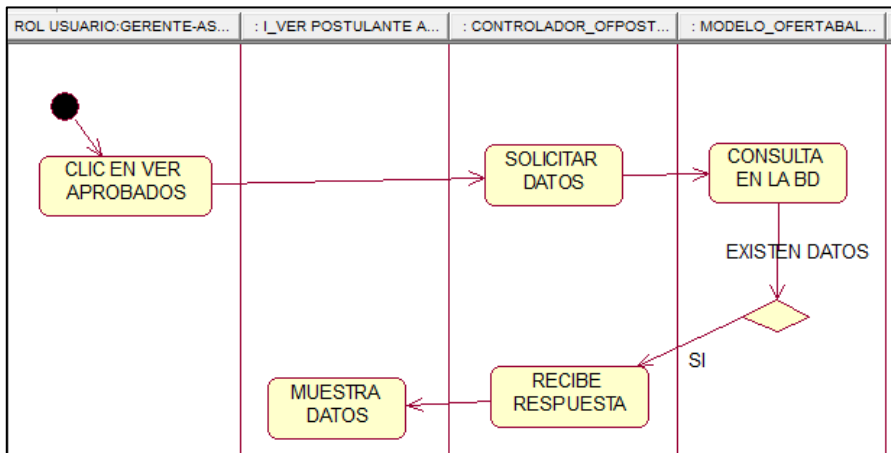 ROL USUARIO:GERENTE-AS...
: I_VER POSTULANTE A...
: CONTROLADOR_OFPOST...
: MODELO_OFERTABAL...
CLIC EN VER
APROBADOS
SOLICITAR
DATOS
CONSULTA
EN LA BD
EXISTEN DATOS
SI
MUESTRA
DATOS
RECIBE
RESPUESTA